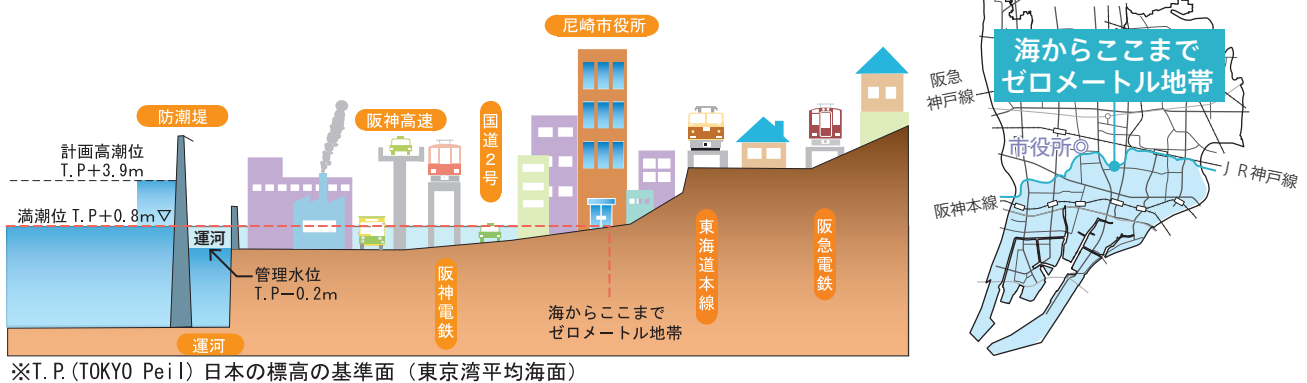 尼崎市役所
防潮堤
計画高潮位
T.P+3.9m
阪神高速
国道2号
満潮位 T.P+0.8m▽
運河
管理水位
T.P−0.2m
運河
阪神電鉄
海からここまで
ゼロメートル地帯
東海道本線
阪急電鉄
※T.P.(TOKYO Peil) 日本の標高の基準面（東京湾平均海面）
海からここまで
ゼロメートル地帯
阪急
神戸線
市役所◎
JR神戸線
阪神本線